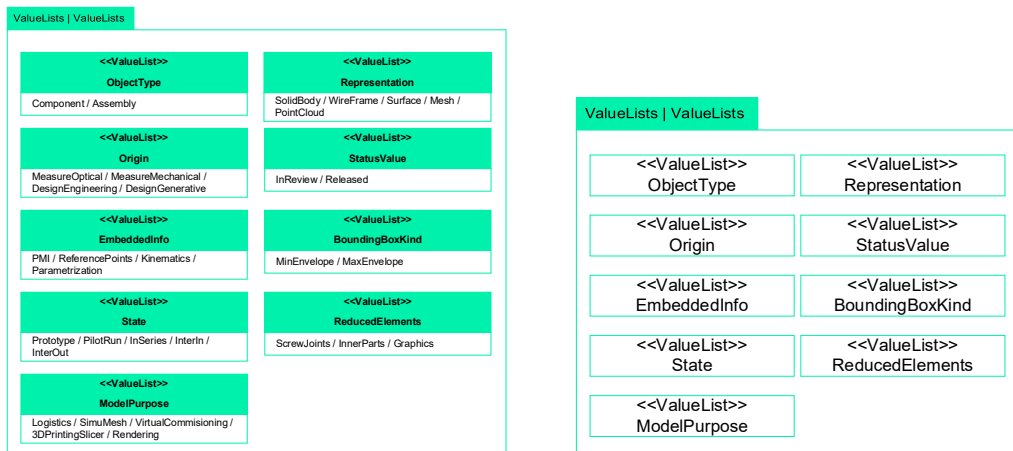 ValueLists | ValueLists
<<ValueList>>
ObjectType
Component / Assembly
<<ValueList>>
Representation
SolidBody / WireFrame / Surface / Mesh /
PointCloud
<<ValueList>>
Origin
MeasureOptical / MeasureMechanical /
DesignEngineering / DesignGenerative
<<ValueList>>
StatusValue
InReview / Released
<<ValueList>>
EmbeddedInfo
PMI / ReferencePoints / Kinematics /
Parametrization
<<ValueList>>
BoundingBoxKind
MinEnvelope / MaxEnvelope
<<ValueList>>
State
Prototype / PilotRun / InSeries / InterIn /
InterOut
<<ValueList>>
ReducedElements
ScrewJoints / InnerParts / Graphics
<<ValueList>>
ModelPurpose
Logistics / SimuMesh / VirtualCommisioning /
3DPrintingSlicer / Rendering
ValueLists | ValueLists
<<ValueList>>
ObjectType
<<ValueList>>
Representation
<<ValueList>>
Origin
<<ValueList>>
StatusValue
<<ValueList>>
EmbeddedInfo
<<ValueList>>
BoundingBoxKind
<<ValueList>>
State
<<ValueList>>
ReducedElements
<<ValueList>>
ModelPurpose